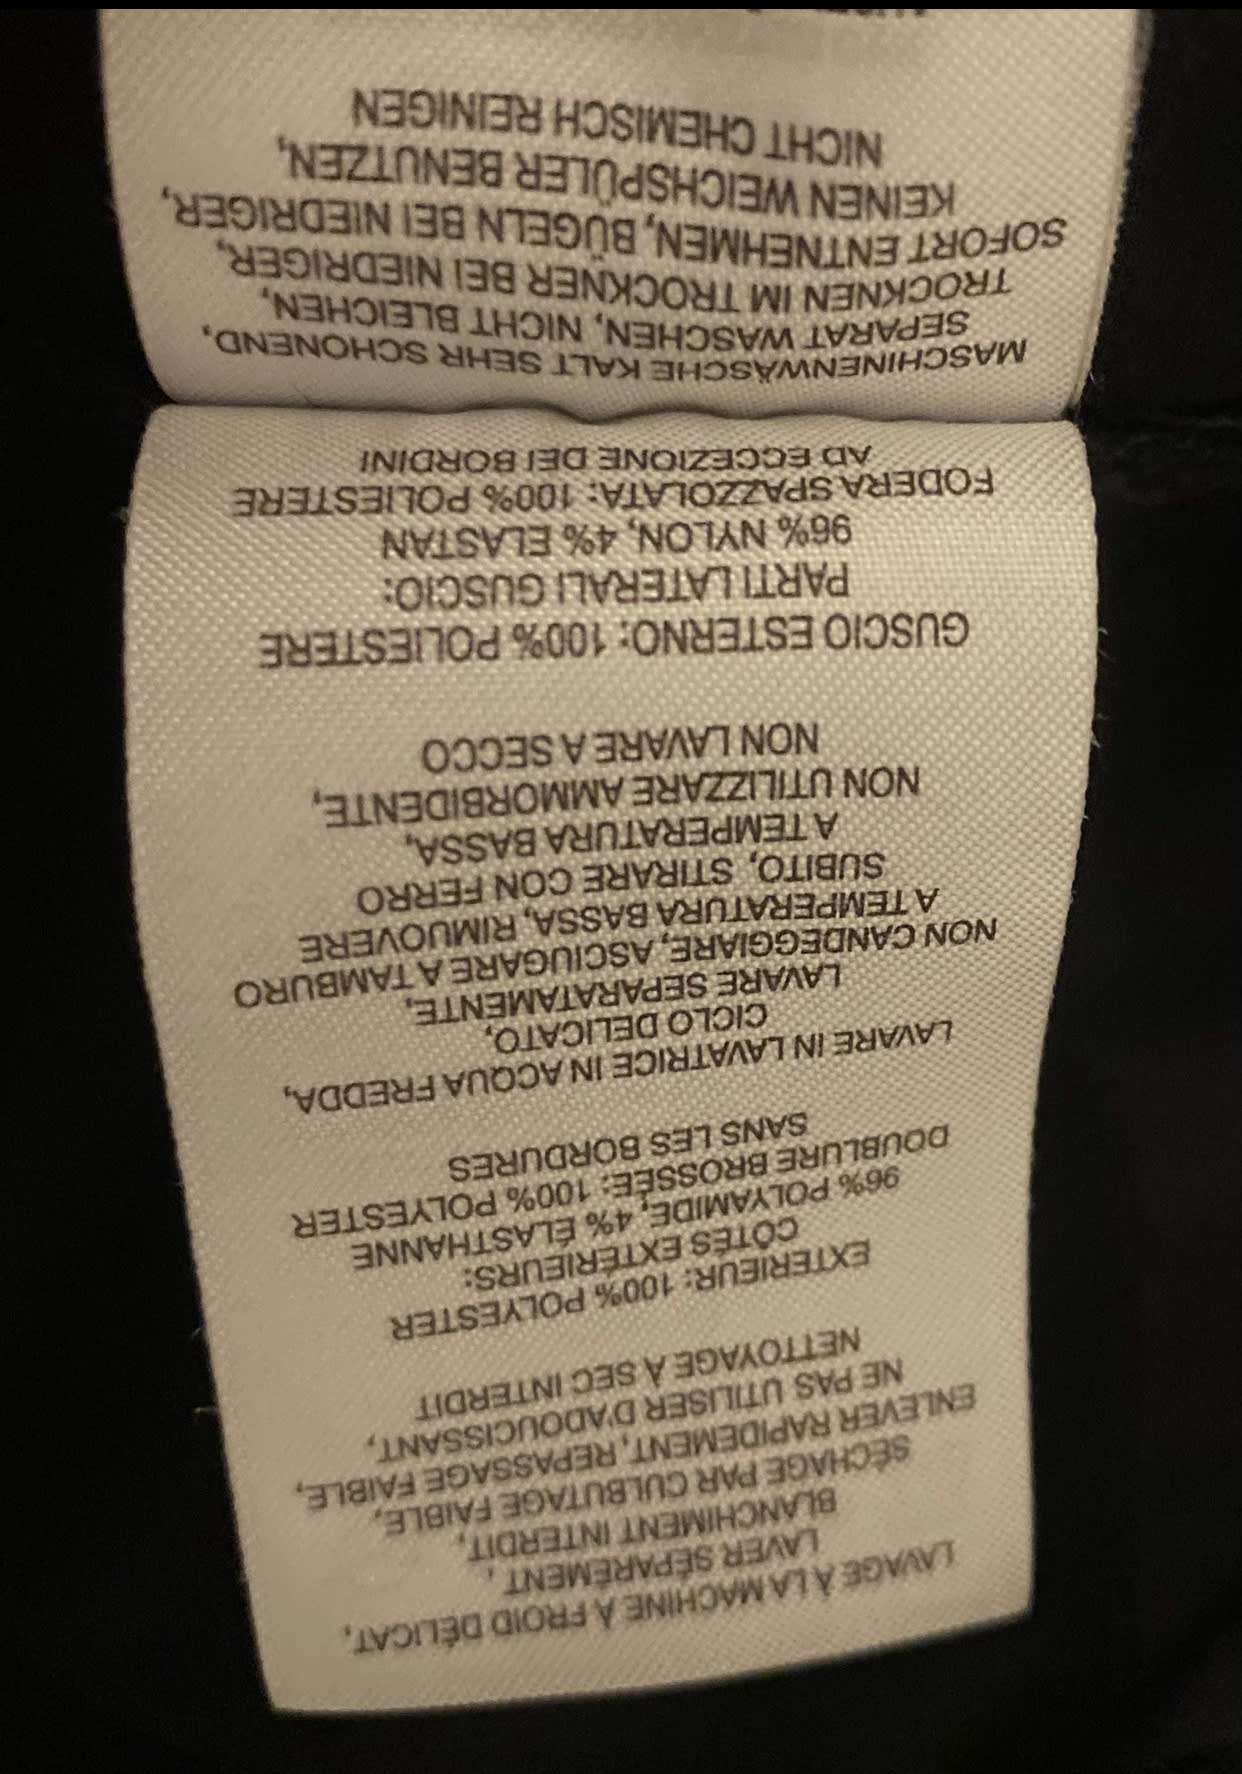 LAVAGE À LA MACHINE À FROID DÉLICAT,
LAVER SÉPARÉMENT ,
BLANCHIMENT INTERDIT,
SÉCHAGE PAR CULBUTAGE FAIBLE,
ENLEVER RAPIDEMENT, REPASSAGE FAIBLE,
NE PAS UTILISER D'ADOUCISSANT,
NETTOYAGE À SEC INTERDIT
EXTERIEUR: 100% POLYESTER
CÔTÉS EXTÉRIEURS:
96% POLYAMIDE, 4% ÉLASTHANNE
DOUBLURE BROSSÉE: 100% POLYESTER
SANS LES BORDURES
LAVARE IN LAVATRICE IN ACQUA FREDDA,
CICLO DELICATO,
LAVARE SEPARATAMENTE,
NON CANDEGGIARE, ASCIUGARE A TAMBURO
A TEMPERATURA BASSA, RIMUOVERE
SUBITO, STIRARE CON FERRO
A TEMPERATURA BASSA,
NON UTILIZZARE AMMORBIDENTE,
NON LAVARE A SECCO
GUSCIO ESTERNO: 100% POLIESTERE
PARTI LATERALI GUSCIO:
96% NYLON, 4% ELASTAN
FODERA SPAZZOLATA: 100% POLIESTERE
AD ECCEZIONE DEI BORDINI
MASCHINENWÄSCHE KALT SEHR SCHONEND,
SEPARAT WASCHEN, NICHT BLEICHEN,
TROCKNEN IM TROCKNER BEI NIEDRIGER,
SOFORT ENTNEHMEN, BÜGELN BEI NIEDRIGER,
KEINEN WEICHSPÜLER BENUTZEN,
NICHT CHEMISCH REINIGEN